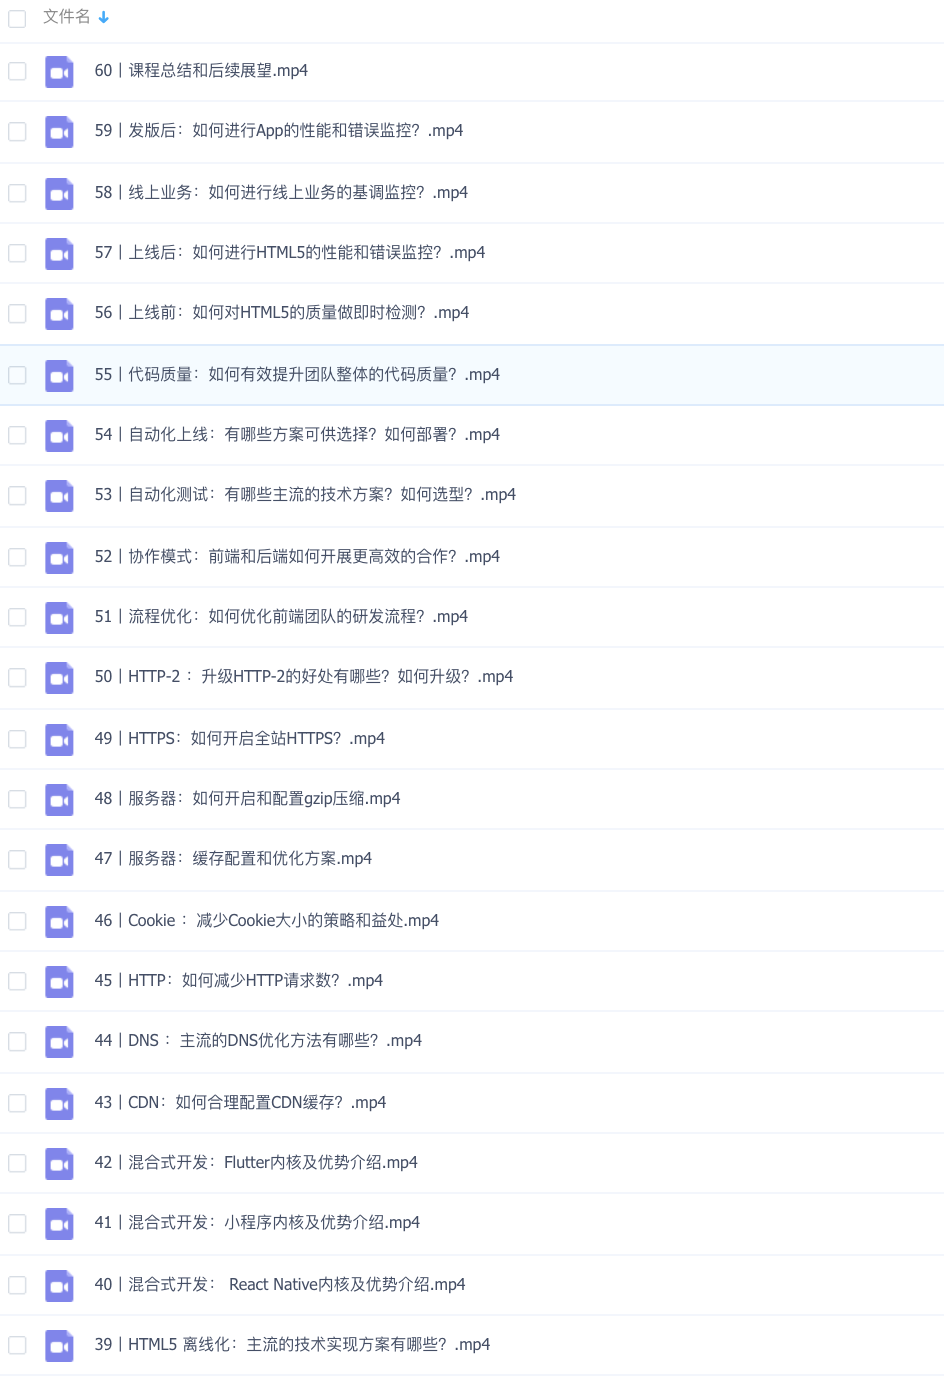 文件名
60丨课程总结和后续展望.mp4
59丨发版后：如何进行App的性能和错误监控？.mp4
58丨线上业务：如何进行线上业务的基调监控？.mp4
57丨上线后：如何进行HTML5的性能和错误监控？.mp4
56丨上线前：如何对HTML5的质量做即时检测？.mp4
55丨代码质量：如何有效提升团队整体的代码质量？.mp4
54丨自动化上线：有哪些方案可供选择？如何部署？.mp4
53丨自动化测试：有哪些主流的技术方案？如何选型？.mp4
52丨协作模式：前端和后端如何开展更高效的合作？.mp4
51丨流程优化：如何优化前端团队的研发流程？.mp4
50丨HTTP-2 ：升级HTTP-2的好处有哪些？如何升级？.mp4
49丨HTTPS：如何开启全站HTTPS？.mp4
48丨服务器：如何开启和配置gzip压缩.mp4
47丨服务器：缓存配置和优化方案.mp4
46丨Cookie ：减少Cookie大小的策略和益处.mp4
45丨HTTP：如何减少HTTP请求数？.mp4
44丨DNS ：主流的DNS优化方法有哪些？.mp4
43丨CDN：如何合理配置CDN缓存？.mp4
42丨混合式开发：Flutter内核及优势介绍.mp4
41丨混合式开发：小程序内核及优势介绍.mp4
40丨混合式开发： React Native内核及优势介绍.mp4
39丨HTML5 离线化：主流的技术实现方案有哪些？.mp4